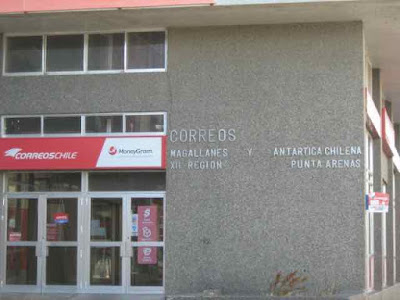 CORREOSCHILE
MoneyGram
CORREOS
MAGALLANES Y ANTARTICA CHILENA
XII REGION PUNTA ARENAS